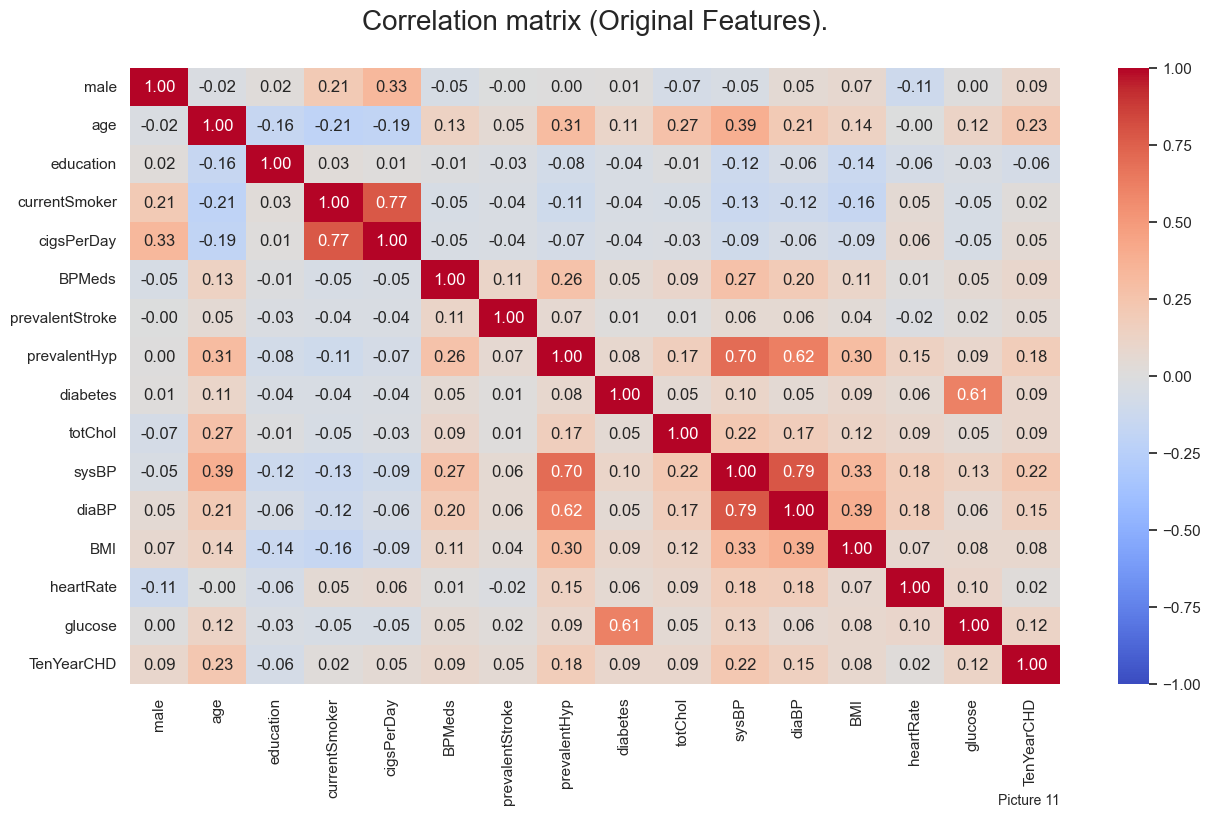 Correlation matrix (Original Features).
male 1.00 -0.02 0.02 0.21 0.33 -0.05 -0.00 0.00 0.01 -0.07 -0.05 0.05 0.07 -0.11 0.00 0.09
age -0.02 1.00 -0.16 -0.21 -0.19 0.13 0.05 0.31 0.11 0.27 0.39 0.21 0.14 -0.00 0.12 0.23
education 0.02 -0.16 1.00 0.03 0.01 -0.01 -0.03 -0.08 -0.04 -0.01 -0.12 -0.06 -0.14 -0.06 -0.03 -0.06
currentSmoker 0.21 -0.21 0.03 1.00 0.77 -0.05 -0.04 -0.11 -0.04 -0.05 -0.13 -0.12 -0.16 0.05 -0.05 0.02
cigsPerDay 0.33 -0.19 0.01 0.77 1.00 -0.05 -0.04 -0.07 -0.04 -0.03 -0.09 -0.06 -0.09 0.06 -0.05 0.05
BPMeds -0.05 0.13 -0.01 -0.05 -0.05 1.00 0.11 0.26 0.05 0.09 0.27 0.20 0.11 0.01 0.05 0.09
prevalentStroke -0.00 0.05 -0.03 -0.04 -0.04 0.11 1.00 0.07 0.01 0.01 0.06 0.06 0.04 -0.02 0.02 0.05
prevalentHyp 0.00 0.31 -0.08 -0.11 -0.07 0.26 0.07 1.00 0.08 0.17 0.70 0.62 0.30 0.15 0.09 0.18
diabetes 0.01 0.11 -0.04 -0.04 -0.04 0.05 0.01 0.08 1.00 0.05 0.10 0.05 0.09 0.06 0.61 0.09
totChol -0.07 0.27 -0.01 -0.05 -0.03 0.09 0.01 0.17 0.05 1.00 0.22 0.17 0.12 0.09 0.05 0.09
sysBP -0.05 0.39 -0.12 -0.13 -0.09 0.27 0.06 0.70 0.10 0.22 1.00 0.79 0.33 0.18 0.13 0.22
diaBP 0.05 0.21 -0.06 -0.12 -0.06 0.20 0.06 0.62 0.05 0.17 0.79 1.00 0.39 0.18 0.06 0.15
BMI 0.07 0.14 -0.14 -0.16 -0.09 0.11 0.04 0.30 0.09 0.12 0.33 0.39 1.00 0.07 0.08 0.08
heartRate -0.11 -0.00 -0.06 0.05 0.06 0.01 -0.02 0.15 0.06 0.09 0.18 0.18 0.07 1.00 0.10 0.02
glucose 0.00 0.12 -0.03 -0.05 -0.05 0.05 0.02 0.09 0.61 0.05 0.13 0.06 0.08 0.10 1.00 0.12
TenYearCHD 0.09 0.23 -0.06 0.02 0.05 0.09 0.05 0.18 0.09 0.09 0.22 0.15 0.08 0.02 0.12 1.00
male
age
education
currentSmoker
cigsPerDay
BPMeds
prevalentStroke
prevalentHyp
diabetes
totChol
sysBP
diaBP
BMI
heartRate
glucose
TenYearCHD
1.00
0.75
0.50
0.25
0.00
−0.25
−0.50
−0.75
−1.00
Picture 11